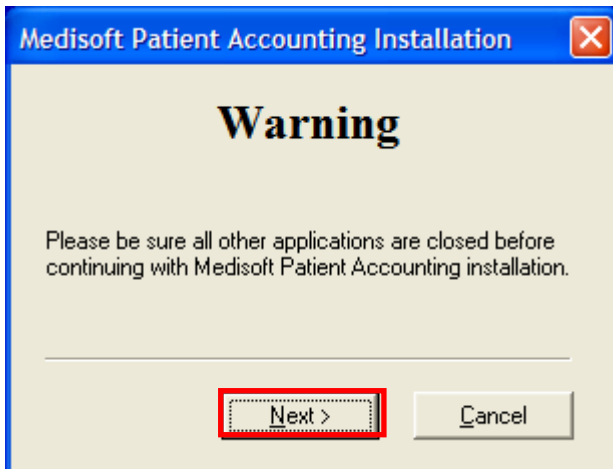 Medisoft Patient Accounting Installation
Warning
Please be sure all other applications are closed before
continuing with Medisoft Patient Accounting installation.
Next >
Cancel